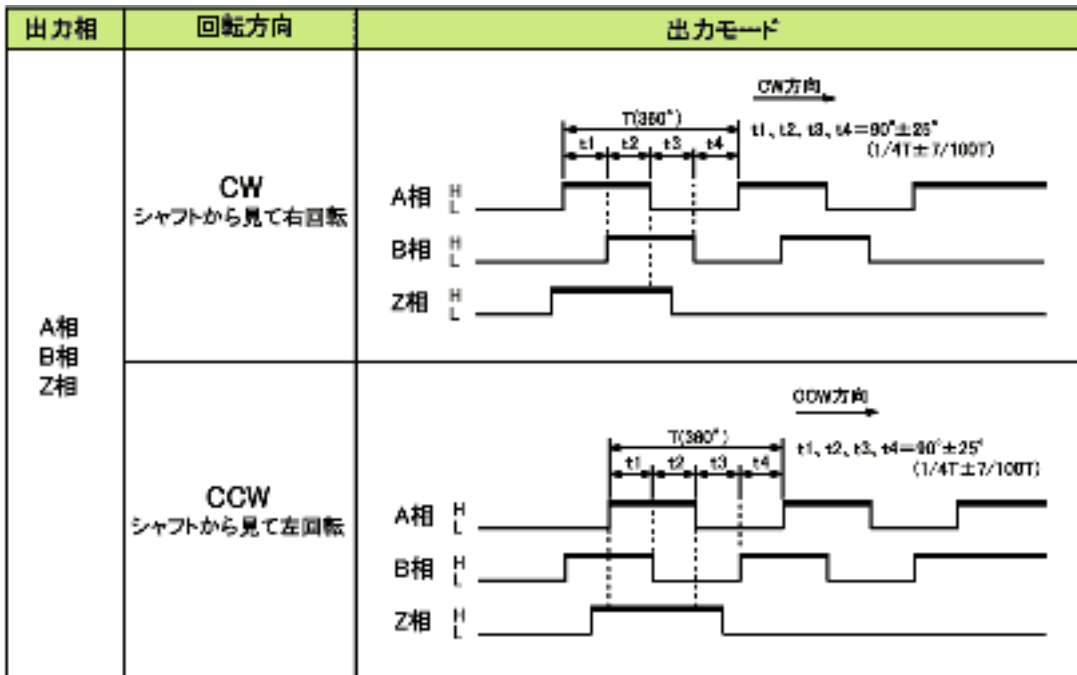 出力相 回転方向 出力モード
A相
B相
Z相
CW
シャフトから見て右回転
CW方向
T(360°)
t1、t2、t3、t4=90°±25°
(1/4T±7/100T)
t1 t2 t3 t4
A相 H L
B相 H L
Z相 H L
CCW
シャフトから見て左回転
CCW方向
T(360°)
t1、t2、t3、t4=90°±25°
(1/4T±7/100T)
t1 t2 t3 t4
A相 H L
B相 H L
Z相 H L